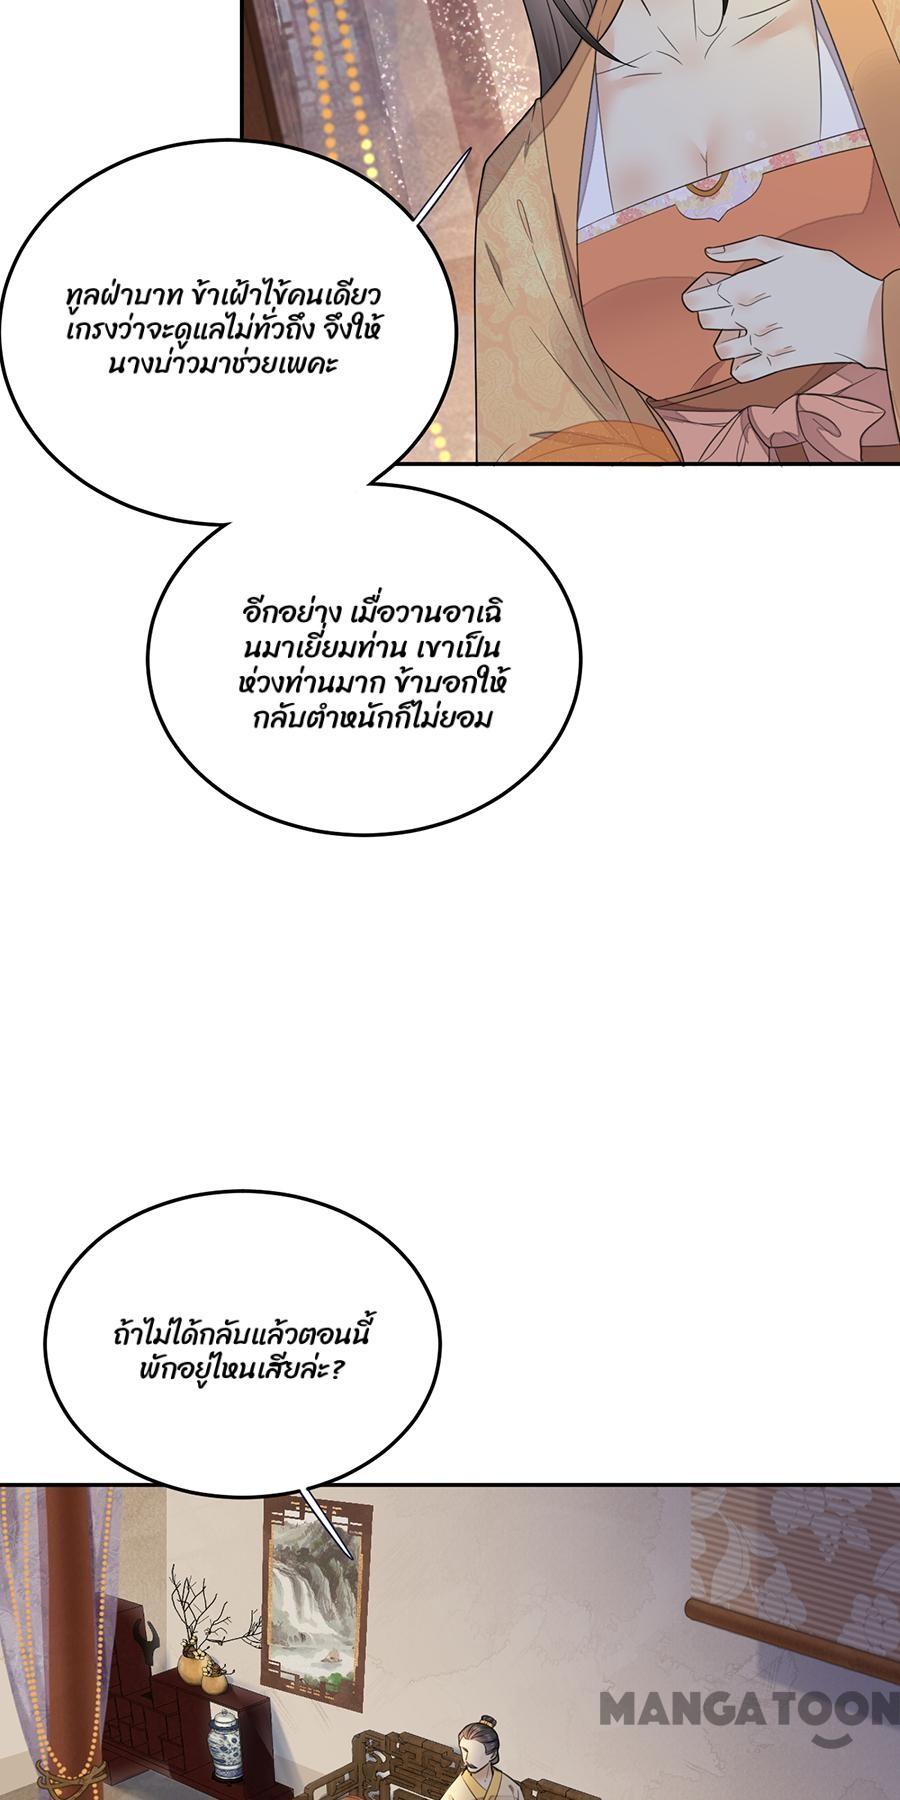 ทูลฝ่าบาท ข้าเฝ้าไข้คนเดียว
เกรงว่าจะดูแลไม่ทั่วถึง จึงให้
นางบ่าวมาช่วยเพคะ
อีกอย่าง เมื่อวานอาเฉิ
นมาเยี่ยมท่าน เขาเป็น
ห่วงท่านมาก ข้าบอกให้
กลับตำหนักก็ไม่ยอม
ถ้าไม่ได้กลับแล้วตอนนี้
พักอยู่ไหนเสียล่ะ?
MANGATOON